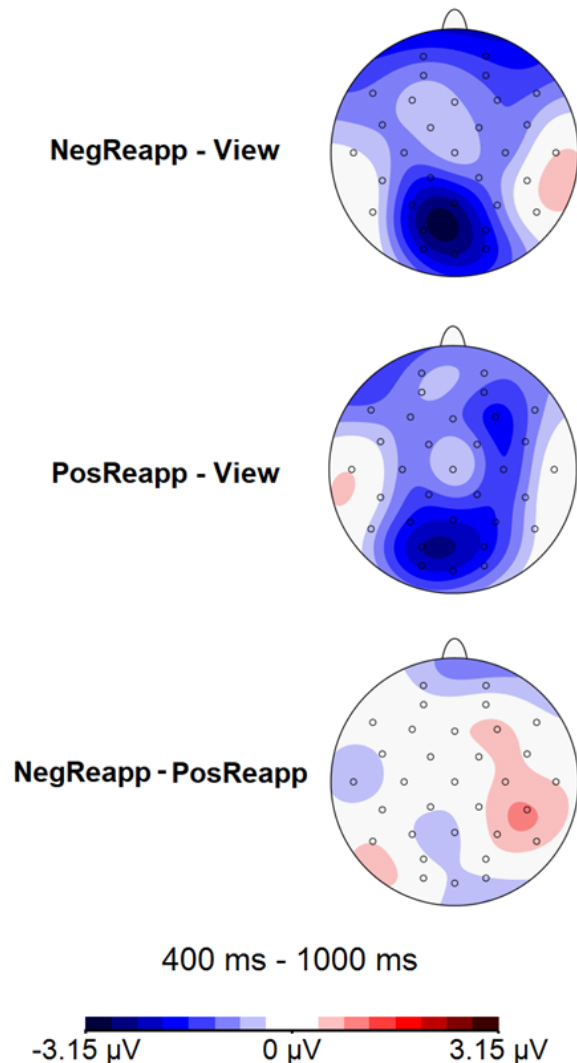 NegReapp - View
PosReapp - View
NegReapp - PosReapp
400 ms - 1000 ms
-3.15 µV 0 µV 3.15 µV